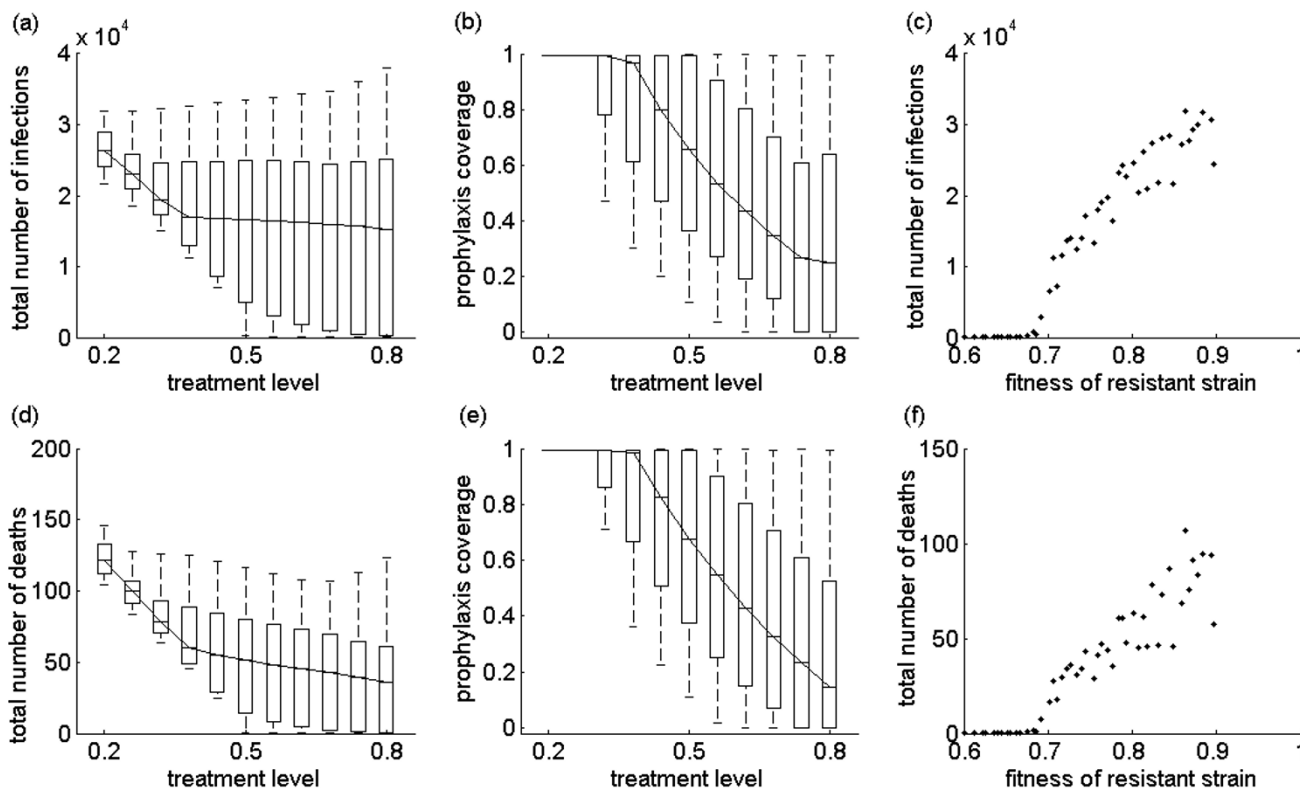 (a)
x 10⁴
total number of infections
4
3
2
1
0
0.2 0.5 0.8
treatment level
(b)
prophylaxis coverage
1
0.8
0.6
0.4
0.2
0
0.2 0.5 0.8
treatment level
(c)
x 10⁴
total number of infections
4
3
2
1
0
0.6 0.7 0.8 0.9 1
fitness of resistant strain
(d)
total number of deaths
200
150
100
50
0
0.2 0.5 0.8
treatment level
(e)
prophylaxis coverage
1
0.8
0.6
0.4
0.2
0
0.2 0.5 0.8
treatment level
(f)
total number of deaths
150
100
50
0
0.6 0.7 0.8 0.9 1
fitness of resistant strain